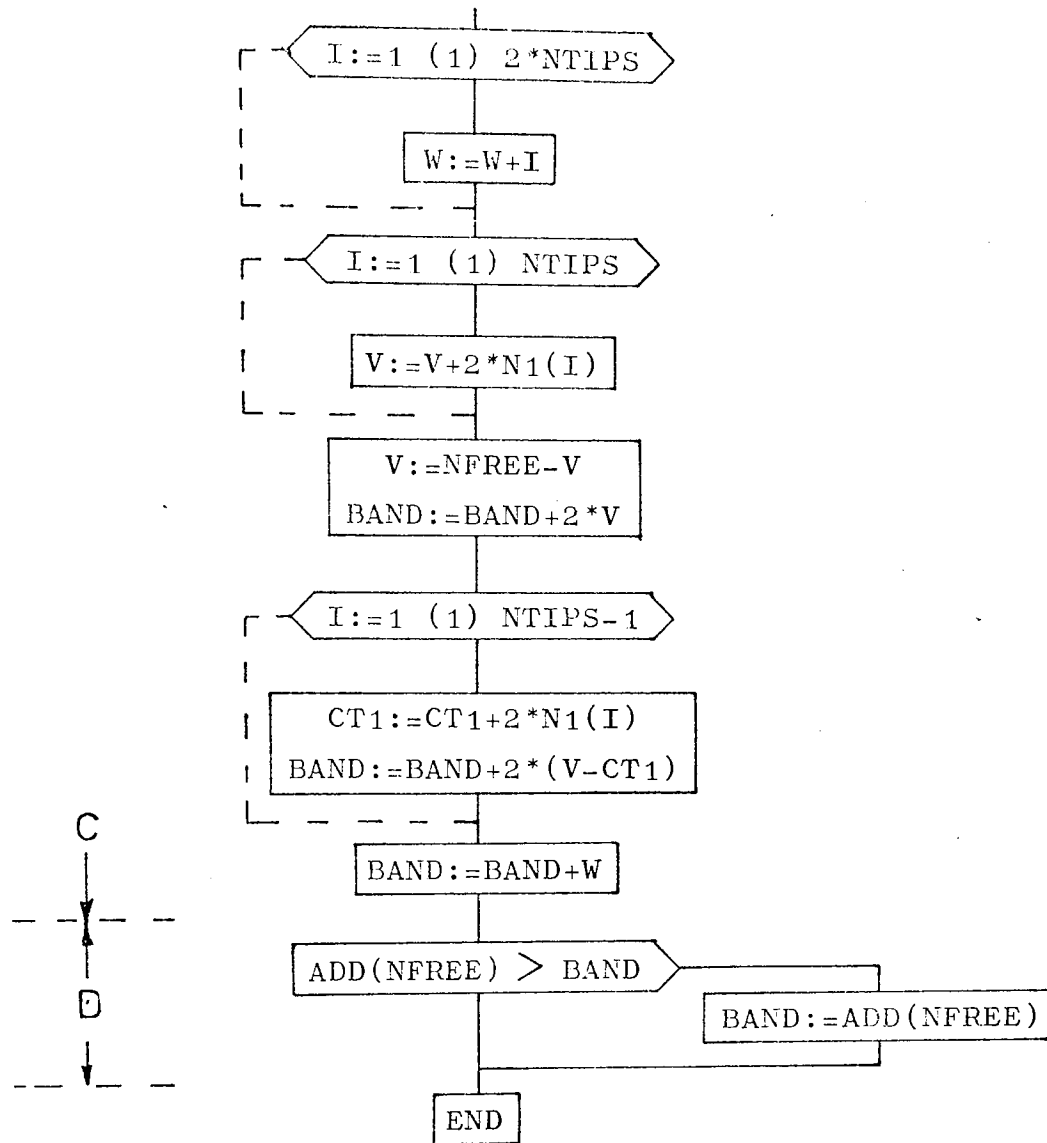 I:=1 (1) 2*NTIPS
W:=W+I
I:=1 (1) NTIPS
V:=V+2*N1(I)
V:=NFREE-V
BAND:=BAND+2*V
I:=1 (1) NTIPS-1
CT1:=CT1+2*N1(I)
BAND:=BAND+2*(V-CT1)
C
BAND:=BAND+W
ADD(NFREE) > BAND
D
BAND:=ADD(NFREE)
END